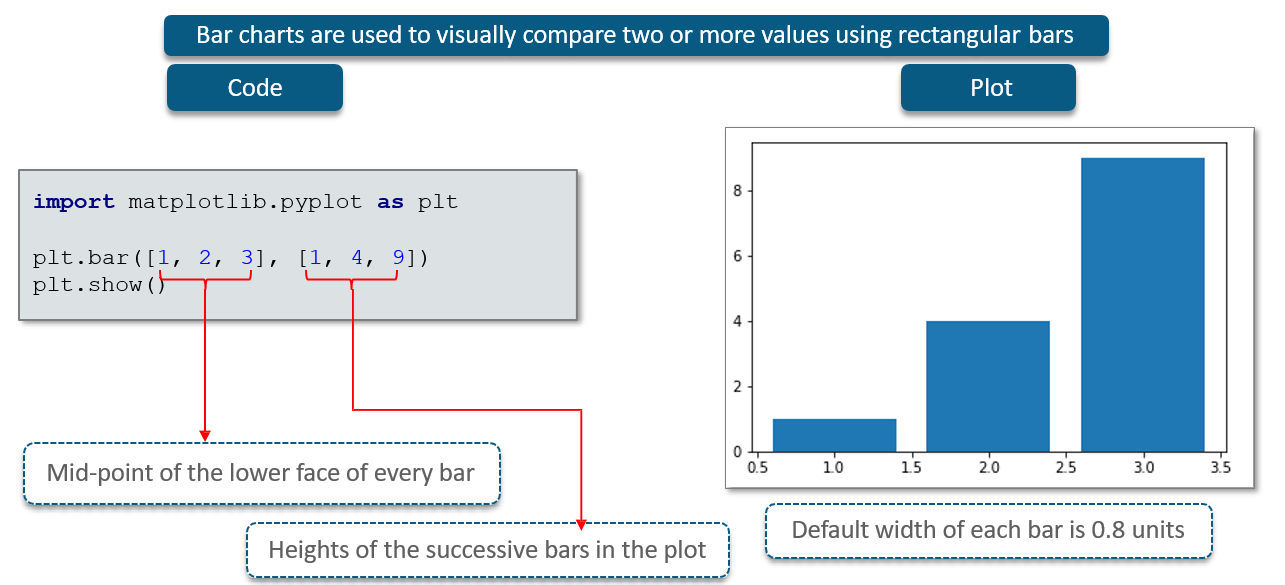 Bar charts are used to visually compare two or more values using rectangular bars
Code
Plot
import matplotlib.pyplot as plt
plt.bar([1, 2, 3], [1, 4, 9])
plt.show()
8
6
4
2
0
0.5 1.0 1.5 2.0 2.5 3.0 3.5
Mid-point of the lower face of every bar
Heights of the successive bars in the plot
Default width of each bar is 0.8 units